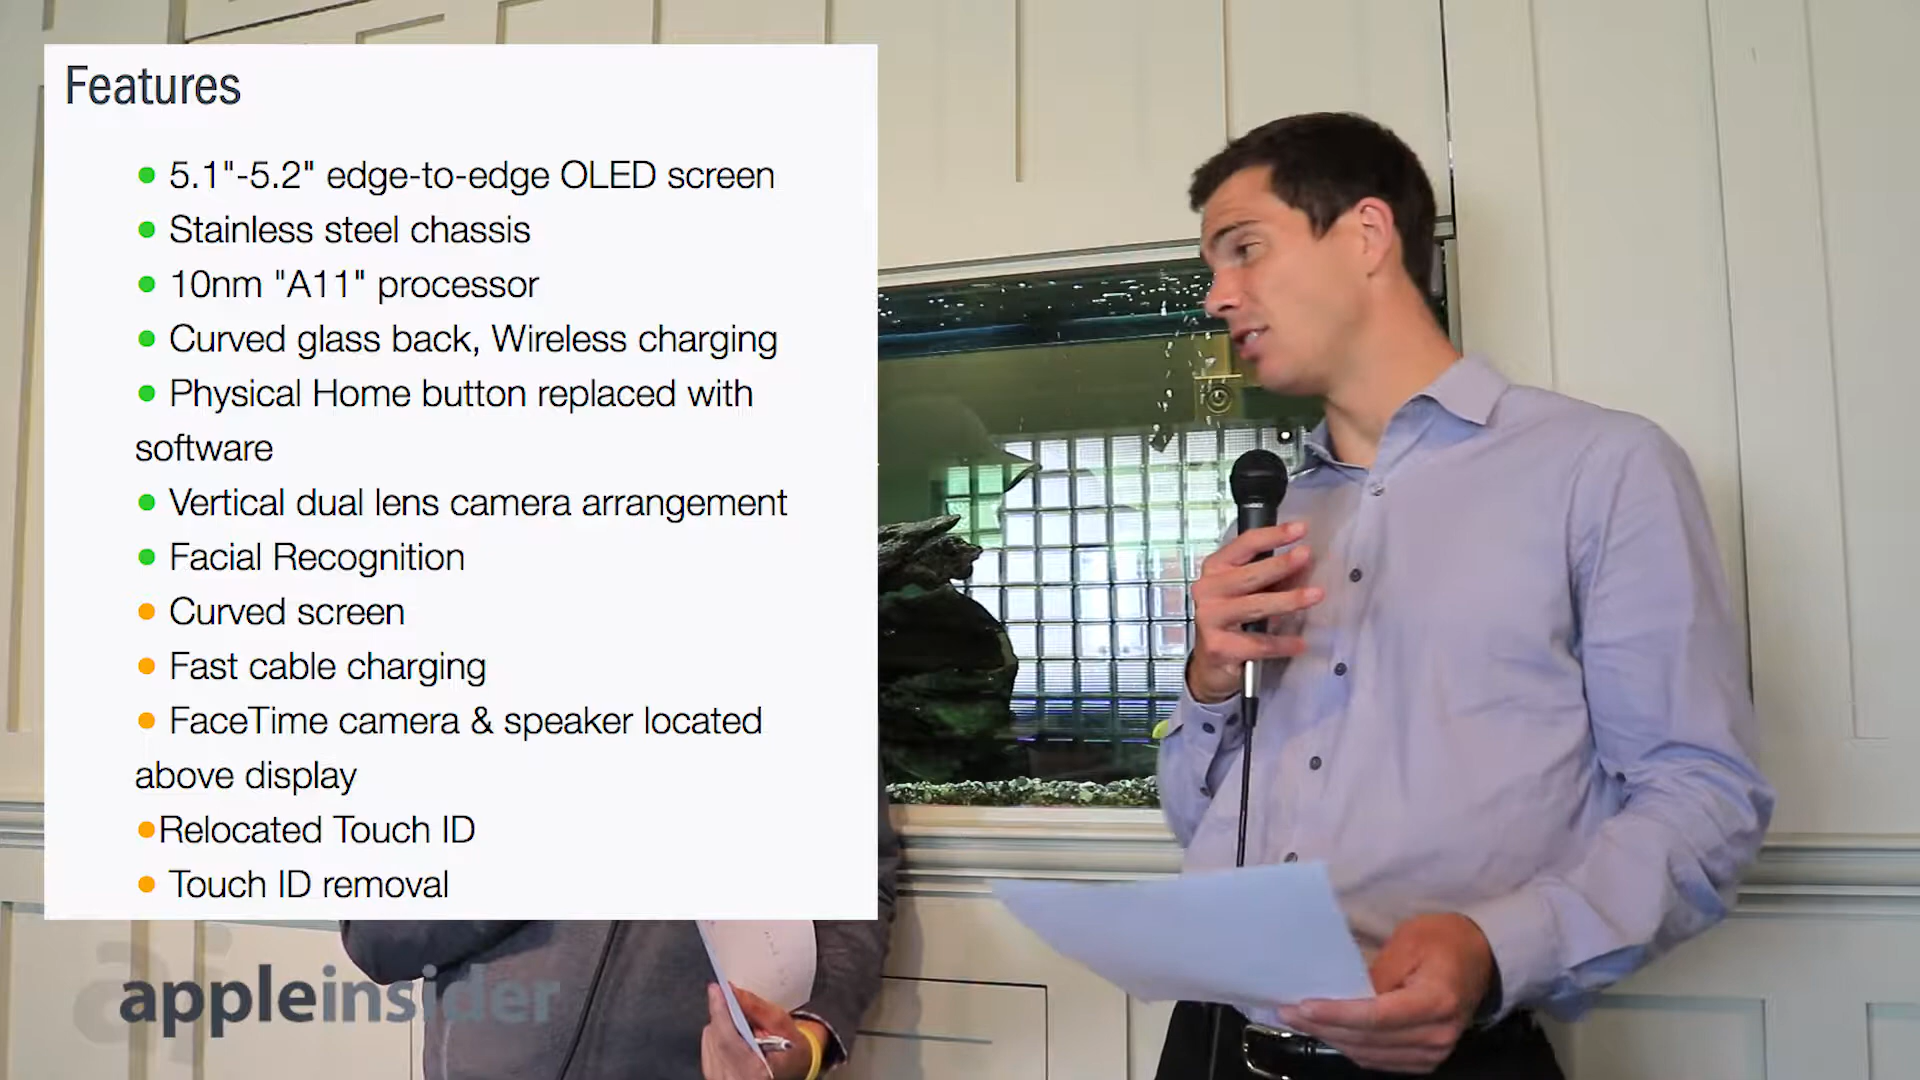 Features
5.1"-5.2" edge-to-edge OLED screen
Stainless steel chassis
10nm "A11" processor
Curved glass back, Wireless charging
Physical Home button replaced with
software
Vertical dual lens camera arrangement
Facial Recognition
Curved screen
Fast cable charging
FaceTime camera & speaker located
above display
Relocated Touch ID
Touch ID removal
appleinsider